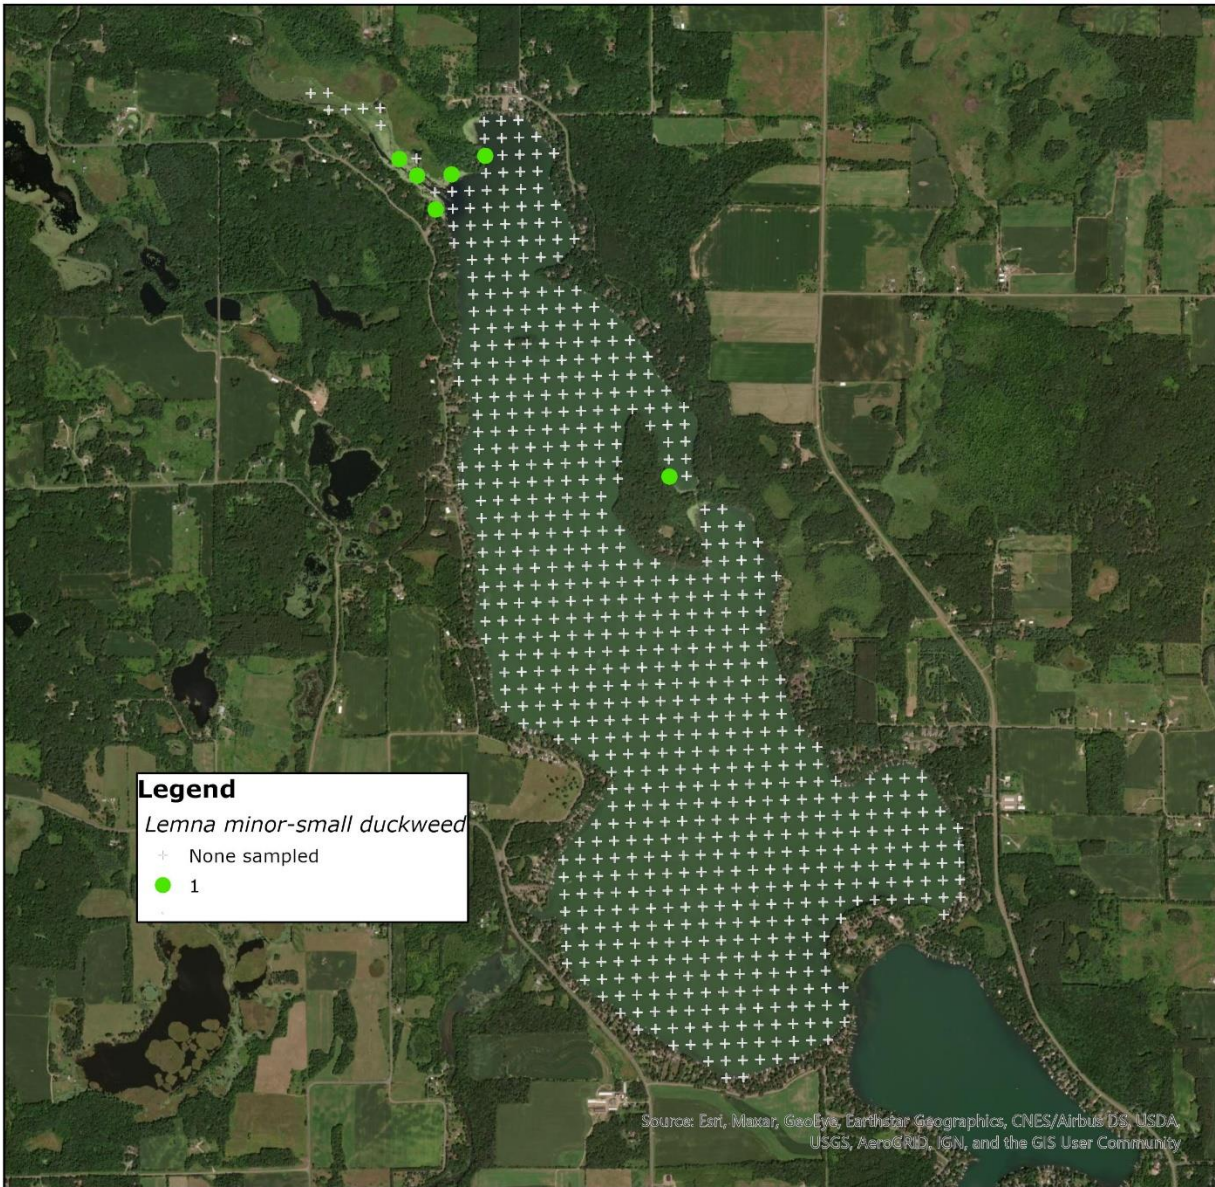 Legend
Lemna minor-small duckweed
None sampled
1
Source: Esri, Maxar, GeoEye, Earthstar Geographics, CNES/Airbus DS, USDA,
USGS, AeroGRID, IGN, and the GIS User Community